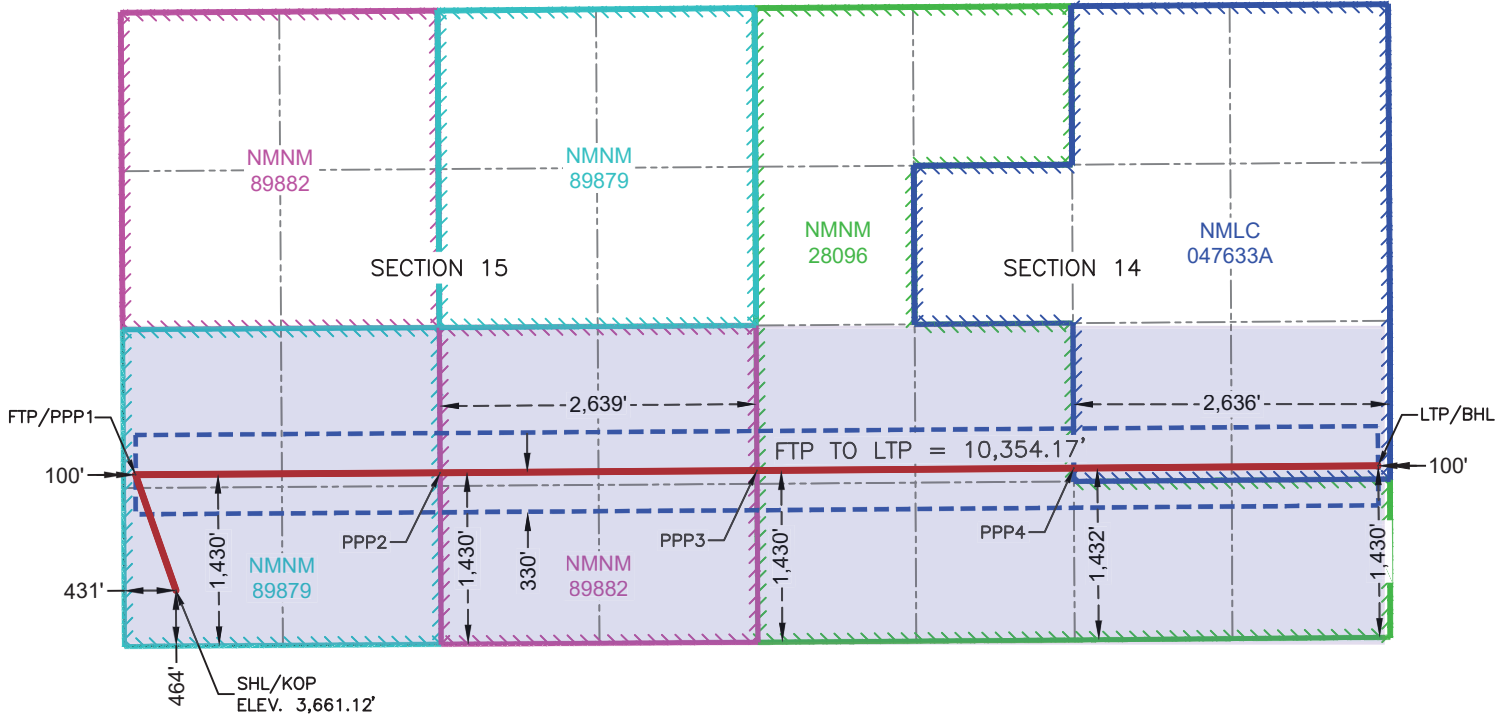 NMNM
89882
NMNM
89879
NMNM
28096
NMLC
047633A
SECTION 15
SECTION 14
2,639'
2,636'
FTP/PPP1
LTP/BHL
FTP TO LTP = 10,354.17'
100'
100'
PPP2
PPP3
PPP4
1,430'
1,430'
330'
1,430'
1,432'
1,430'
NMNM
89879
NMNM
89882
431'
464'
SHL/KOP
ELEV. 3,661.12'